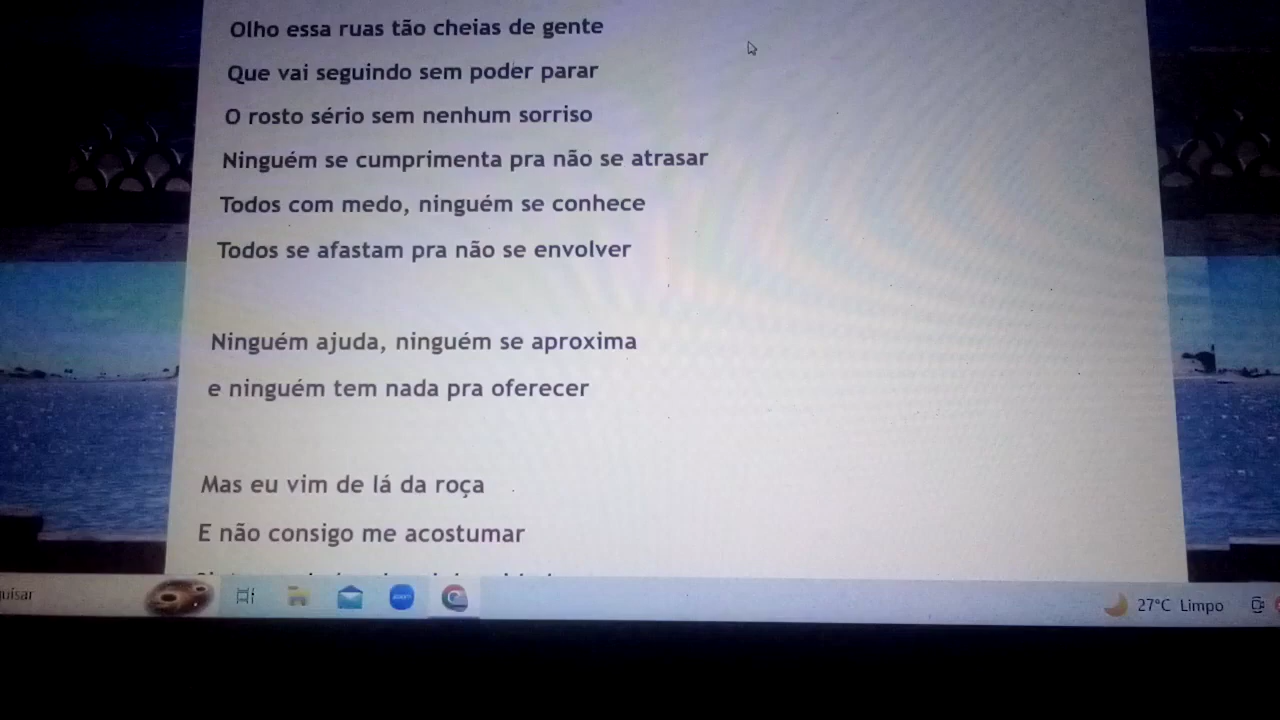 Olho essa ruas tão cheias de gente
Que vai seguindo sem poder parar
O rosto sério sem nenhum sorriso
Ninguém se cumprimenta pra não se atrasar
Todos com medo, ninguém se conhece
Todos se afastam pra não se envolver
Ninguém ajuda, ninguém se aproxima
e ninguém tem nada pra oferecer
Mas eu vim de lá da roça
E não consigo me acostumar
27°C Limpo